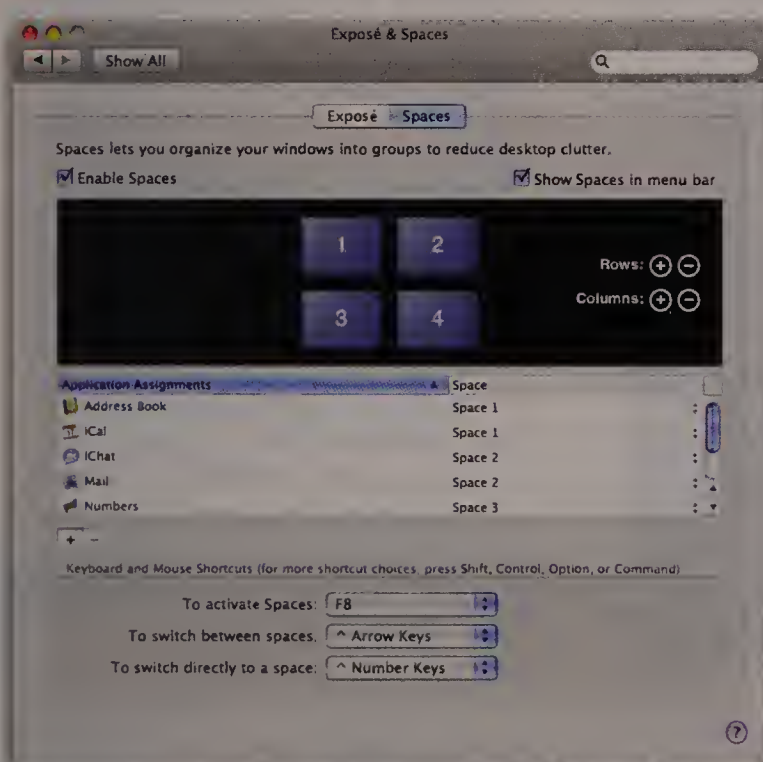 Exposé & Spaces
Show All
Exposé Spaces
Spaces lets you organize your windows into groups to reduce desktop clutter.
Enable Spaces Show Spaces in menu bar
1 2
Rows: + −
Columns: + −
3 4
Application Assignments Space
Address Book Space 1
iCal Space 1
iChat Space 2
Mail Space 2
Numbers Space 3
+ −
Keyboard and Mouse Shortcuts (for more shortcut choices, press Shift, Control, Option, or Command)
To activate Spaces: F8
To switch between spaces: ^ Arrow Keys
To switch directly to a space: ^ Number Keys
?